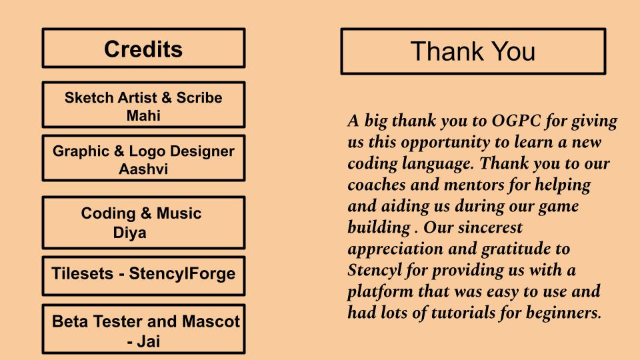 Credits
Sketch Artist & Scribe
Mahi
Graphic & Logo Designer
Aashvi
Coding & Music
Diya
Tilesets - StencylForge
Beta Tester and Mascot
- Jai
Thank You
A big thank you to OGPC for giving
us this opportunity to learn a new
coding language. Thank you to our
coaches and mentors for helping
and aiding us during our game
building . Our sincerest
appreciation and gratitude to
Stencyl for providing us with a
platform that was easy to use and
had lots of tutorials for beginners.